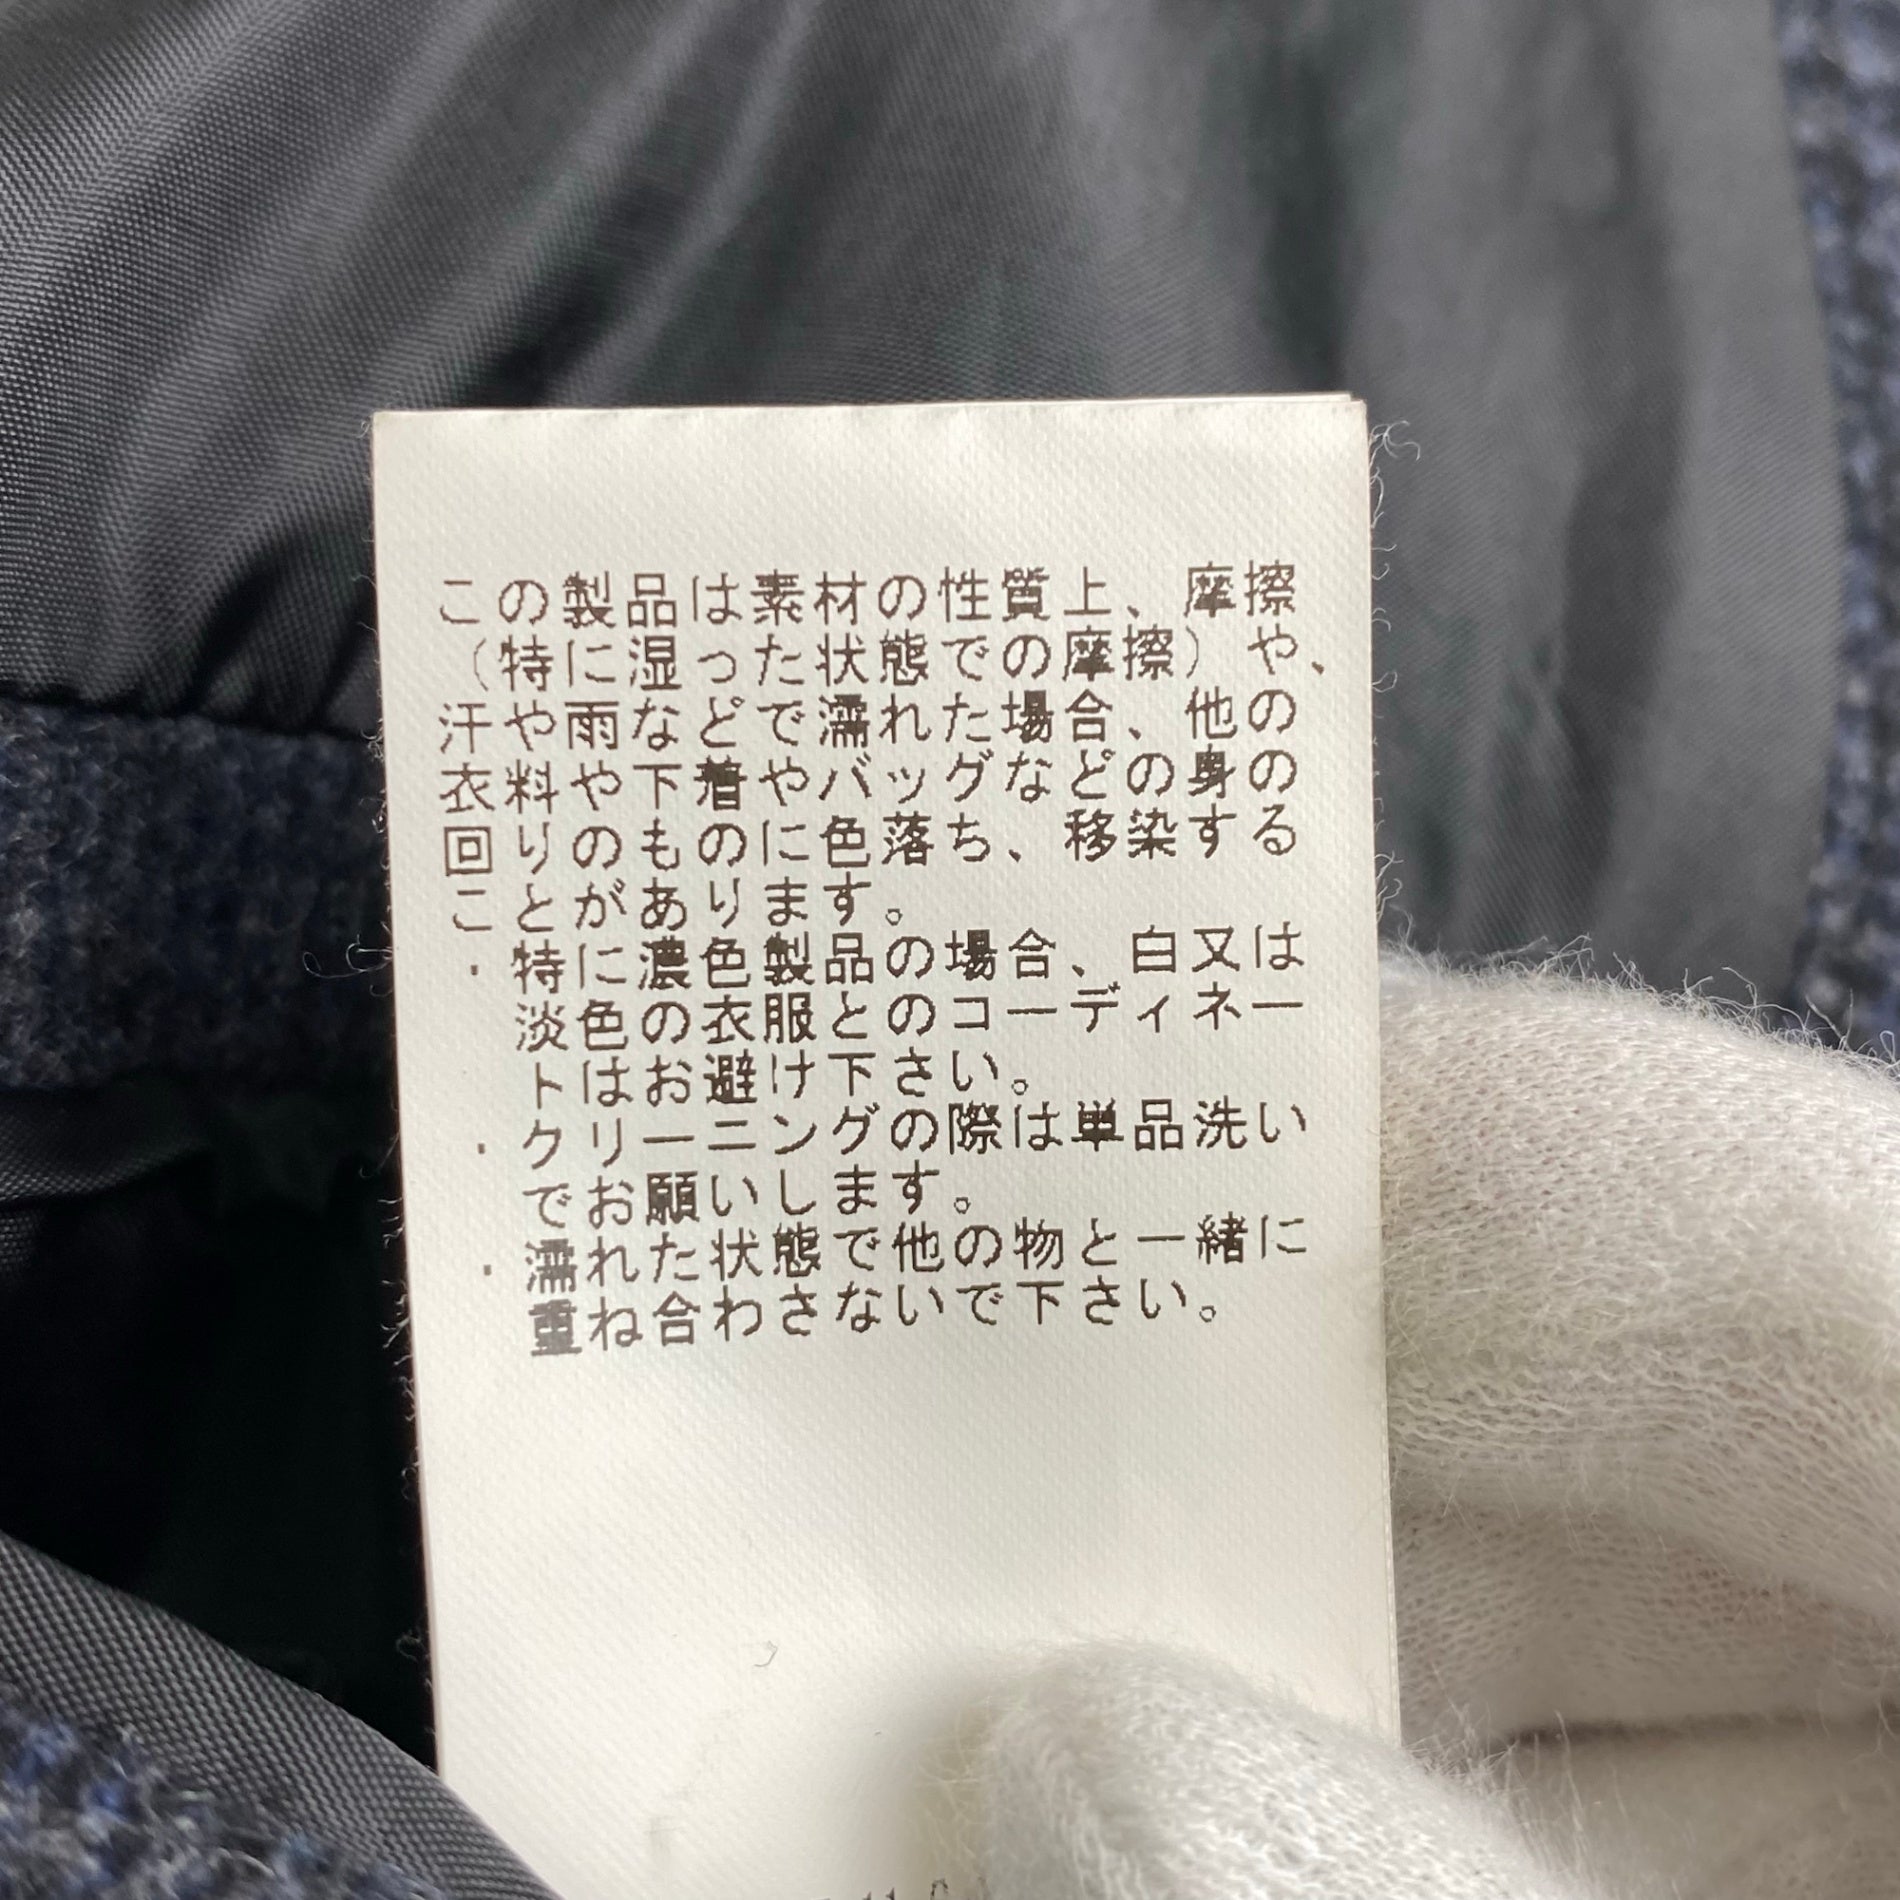 この製品は素材の性質上、摩擦
（特に湿った状態での摩擦）や、
汗や雨などで濡れた場合、他の
衣料や下着やバッグなどの身の
回りのものに色落ち、移染する
ことがあります。
・特に濃色製品の場合、白又は
淡色の衣服とのコーディネー
トはお避け下さい。
・クリーニングの際は単品洗い
でお願いします。
・濡れた状態で他の物と一緒に
重ね合わさないで下さい。